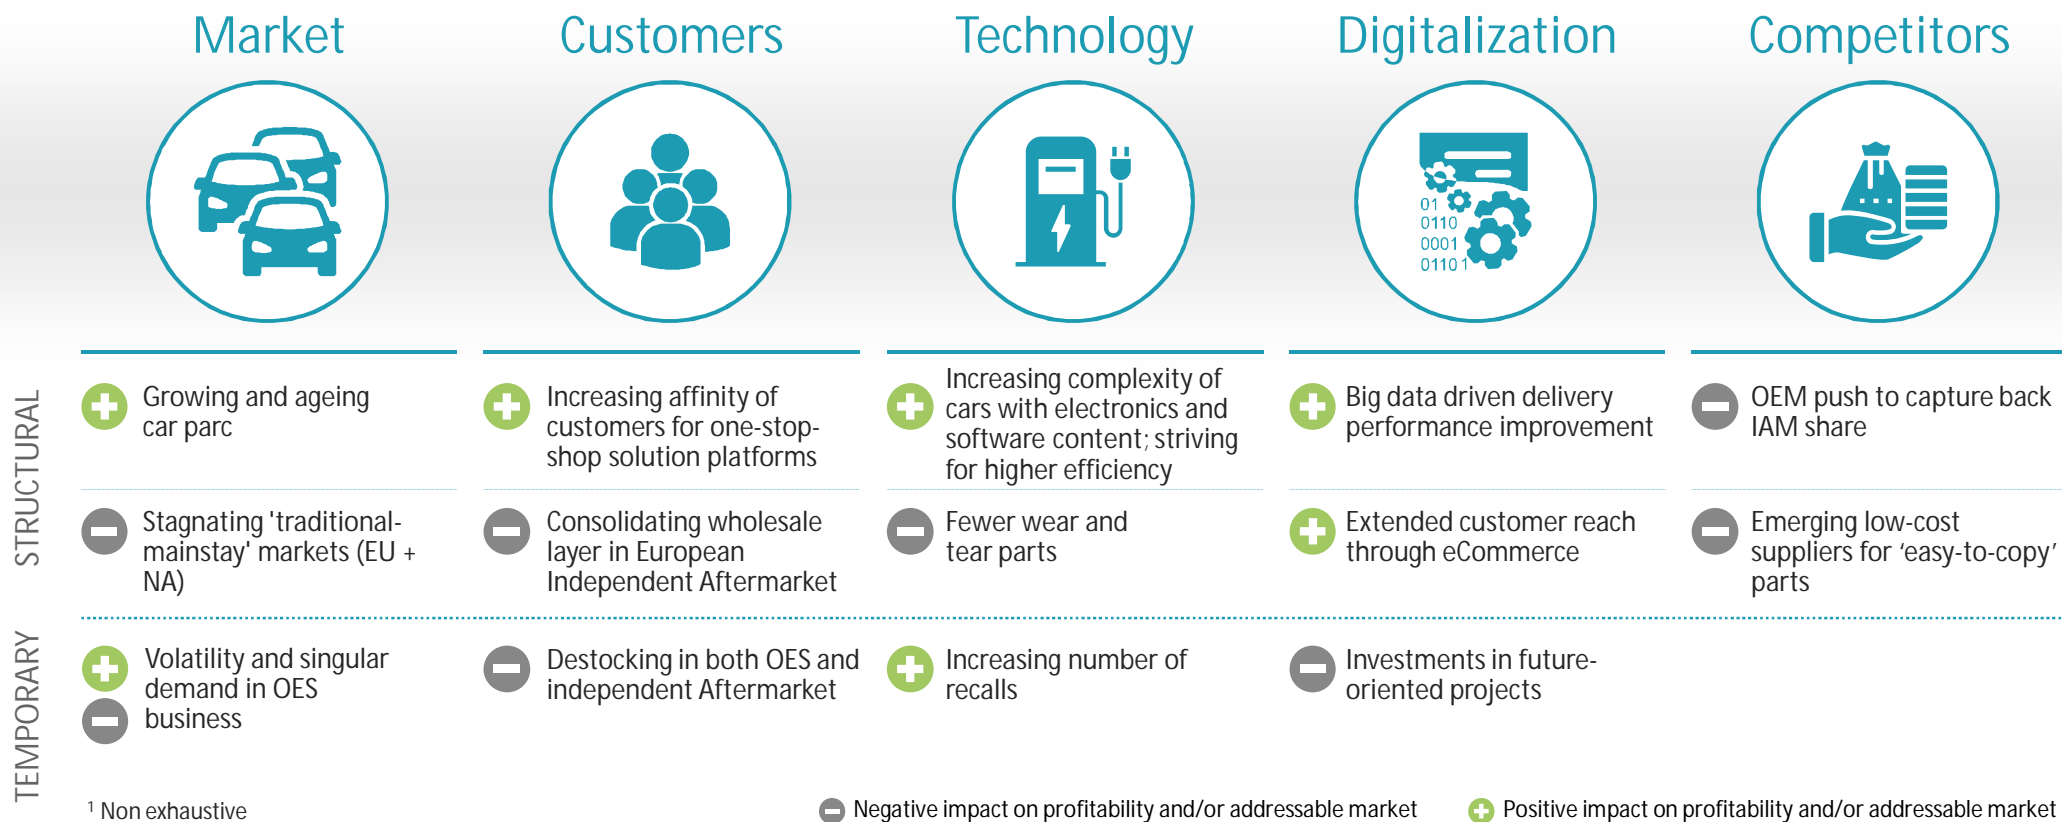 Market
Customers
Technology
Digitalization
Competitors
01
0110
0001
01101
STRUCTURAL
Growing and ageing
car parc
Increasing affinity of
customers for one-stop-
shop solution platforms
Increasing complexity of
cars with electronics and
software content; striving
for higher efficiency
Big data driven delivery
performance improvement
OEM push to capture back
IAM share
Stagnating 'traditional-
mainstay' markets (EU +
NA)
Consolidating wholesale
layer in European
Independent Aftermarket
Fewer wear and
tear parts
Extended customer reach
through eCommerce
Emerging low-cost
suppliers for ‘easy-to-copy’
parts
TEMPORARY
Volatility and singular
demand in OES
business
Destocking in both OES and
independent Aftermarket
Increasing number of
recalls
Investments in future-
oriented projects
¹ Non exhaustive
Negative impact on profitability and/or addressable market
Positive impact on profitability and/or addressable market